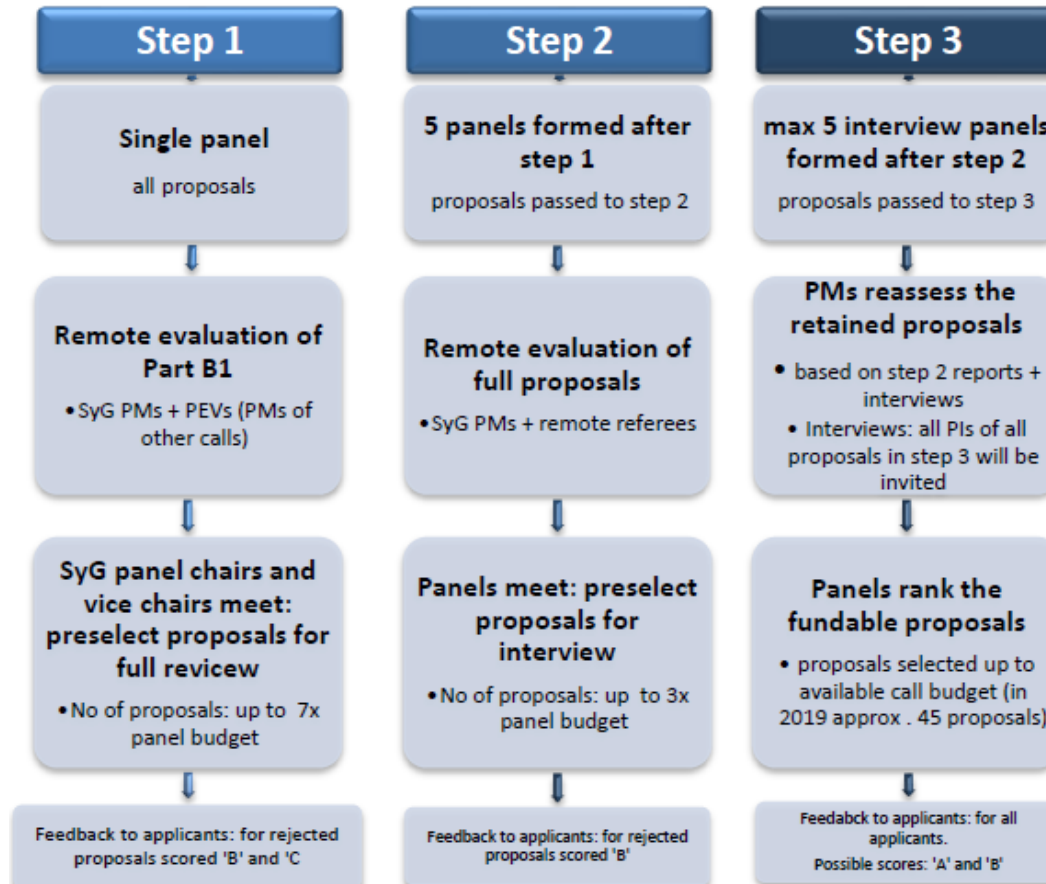 Step 1
Single panel
all proposals
Remote evaluation of
Part B1
•SyG PMs + PEVs (PMs of
other calls)
SyG panel chairs and
vice chairs meet:
preselect proposals for
full revicew
•No of proposals: up to 7x
panel budget
Feedback to applicants: for rejected
proposals scored 'B' and 'C
Step 2
5 panels formed after
step 1
proposals passed to step 2
Remote evaluation of
full proposals
•SyG PMs + remote referees
Panels meet: preselect
proposals for
interview
•No of proposals: up to 3x
panel budget
Feedback to applicants: for rejected
proposals scored 'B'
Step 3
max 5 interview panels
formed after step 2
proposals passed to step 3
PMs reassess the
retained proposals
• based on step 2 reports +
interviews
• Interviews: all PIs of all
proposals in step 3 will be
invited
Panels rank the
fundable proposals
• proposals selected up to
available call budget (in
2019 approx . 45 proposals)
Feedabck to applicants: for all
applicants.
Possible scores: 'A' and 'B'